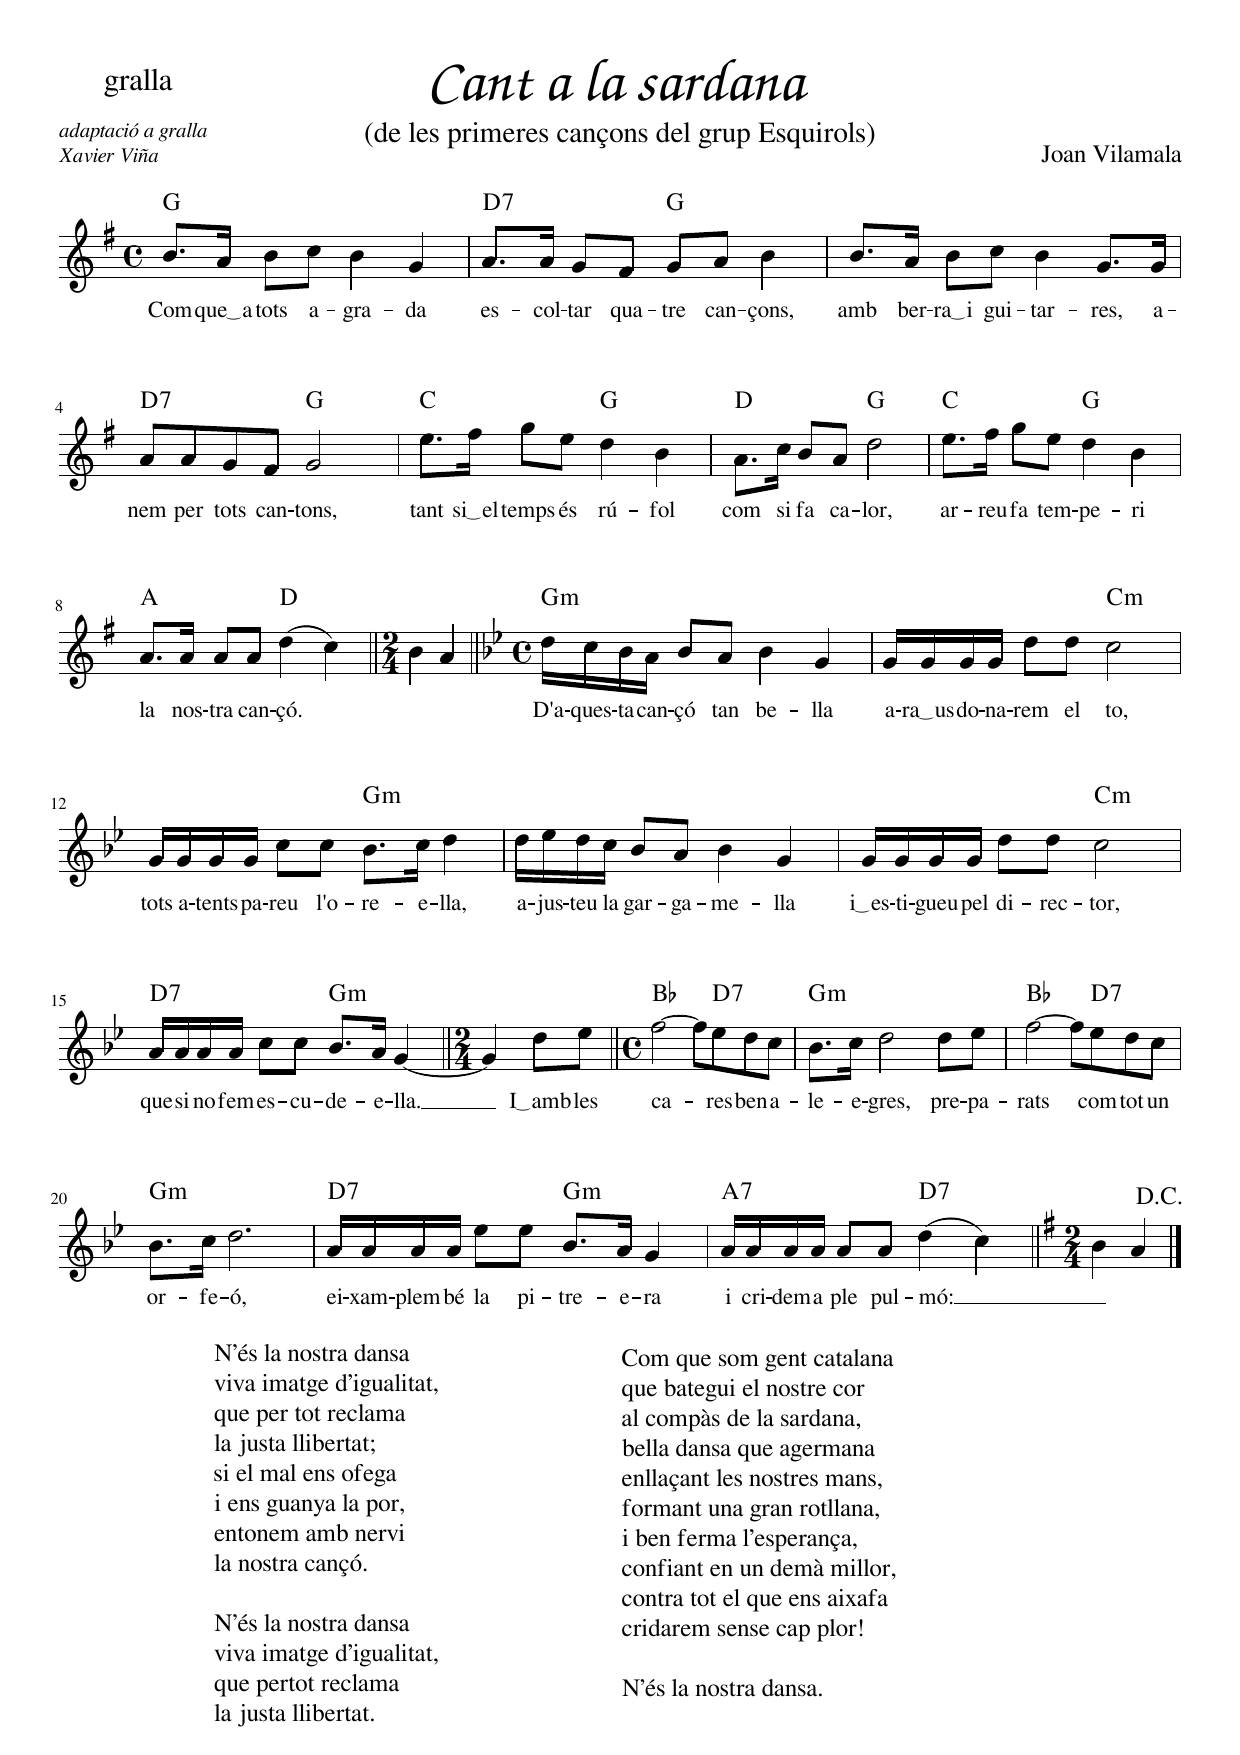 gralla
Cant a la sardana
(de les primeres cançons del grup Esquirols)
adaptació a gralla
Xavier Viña
Joan Vilamala
G D7 G
Com que‿a tots a - gra - da es - col - tar qua - tre can - çons, amb ber - ra‿i gui - tar - res, a -
4
D7 G C G D G C G
nem per tots can - tons, tant si‿el temps és rú - fol com si fa ca - lor, ar - reu fa tem - pe - ri
8
A D Gm Cm
la nos - tra can - çó. D'a - ques - ta can - çó tan be - lla a - ra‿us do - na - rem el to,
12
Gm Cm
tots a - tents pa - reu l'o - re - e - lla, a - jus - teu la gar - ga - me - lla i‿es - ti - gueu pel di - rec - tor,
15
D7 Gm B♭ D7 Gm B♭ D7
que si no fem es - cu - de - e - lla. I‿amb les ca - res ben a - le - e - gres, pre - pa - rats com tot un
20
Gm D7 Gm A7 D7 D.C.
or - fe - ó, ei - xam - plem bé la pi - tre - e - ra i cri - dem a ple pul - mó:
N’és la nostra dansa
viva imatge d’igualitat,
que per tot reclama
la justa llibertat;
si el mal ens ofega
i ens guanya la por,
entonem amb nervi
la nostra cançó.
N’és la nostra dansa
viva imatge d’igualitat,
que pertot reclama
la justa llibertat.
Com que som gent catalana
que bategui el nostre cor
al compàs de la sardana,
bella dansa que agermana
enllaçant les nostres mans,
formant una gran rotllana,
i ben ferma l’esperança,
confiant en un demà millor,
contra tot el que ens aixafa
cridarem sense cap plor!
N’és la nostra dansa.